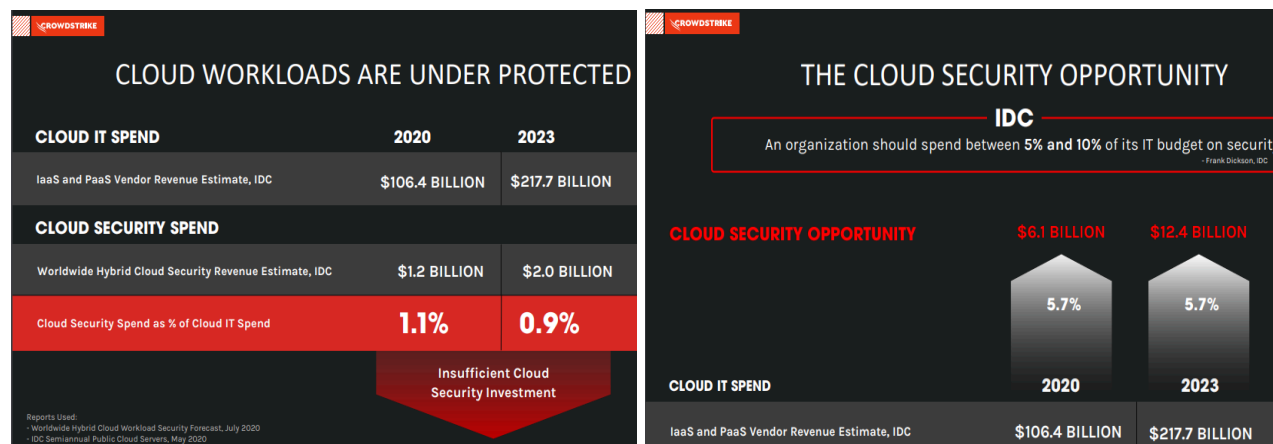 CROWDSTRIKE
CLOUD WORKLOADS ARE UNDER PROTECTED
CLOUD IT SPEND 2020 2023
IaaS and PaaS Vendor Revenue Estimate, IDC $106.4 BILLION $217.7 BILLION
CLOUD SECURITY SPEND
Worldwide Hybrid Cloud Security Revenue Estimate, IDC $1.2 BILLION $2.0 BILLION
Cloud Security Spend as % of Cloud IT Spend 1.1% 0.9%
Insufficient Cloud
Security Investment
Reports Used:
- Worldwide Hybrid Cloud Workload Security Forecast, July 2020
- IDC Semiannual Public Cloud Servers, May 2020
CROWDSTRIKE
THE CLOUD SECURITY OPPORTUNITY
IDC
An organization should spend between 5% and 10% of its IT budget on securit
- Frank Dickson, IDC
CLOUD SECURITY OPPORTUNITY $6.1 BILLION $12.4 BILLION
5.7% 5.7%
CLOUD IT SPEND 2020 2023
IaaS and PaaS Vendor Revenue Estimate, IDC $106.4 BILLION $217.7 BILLION